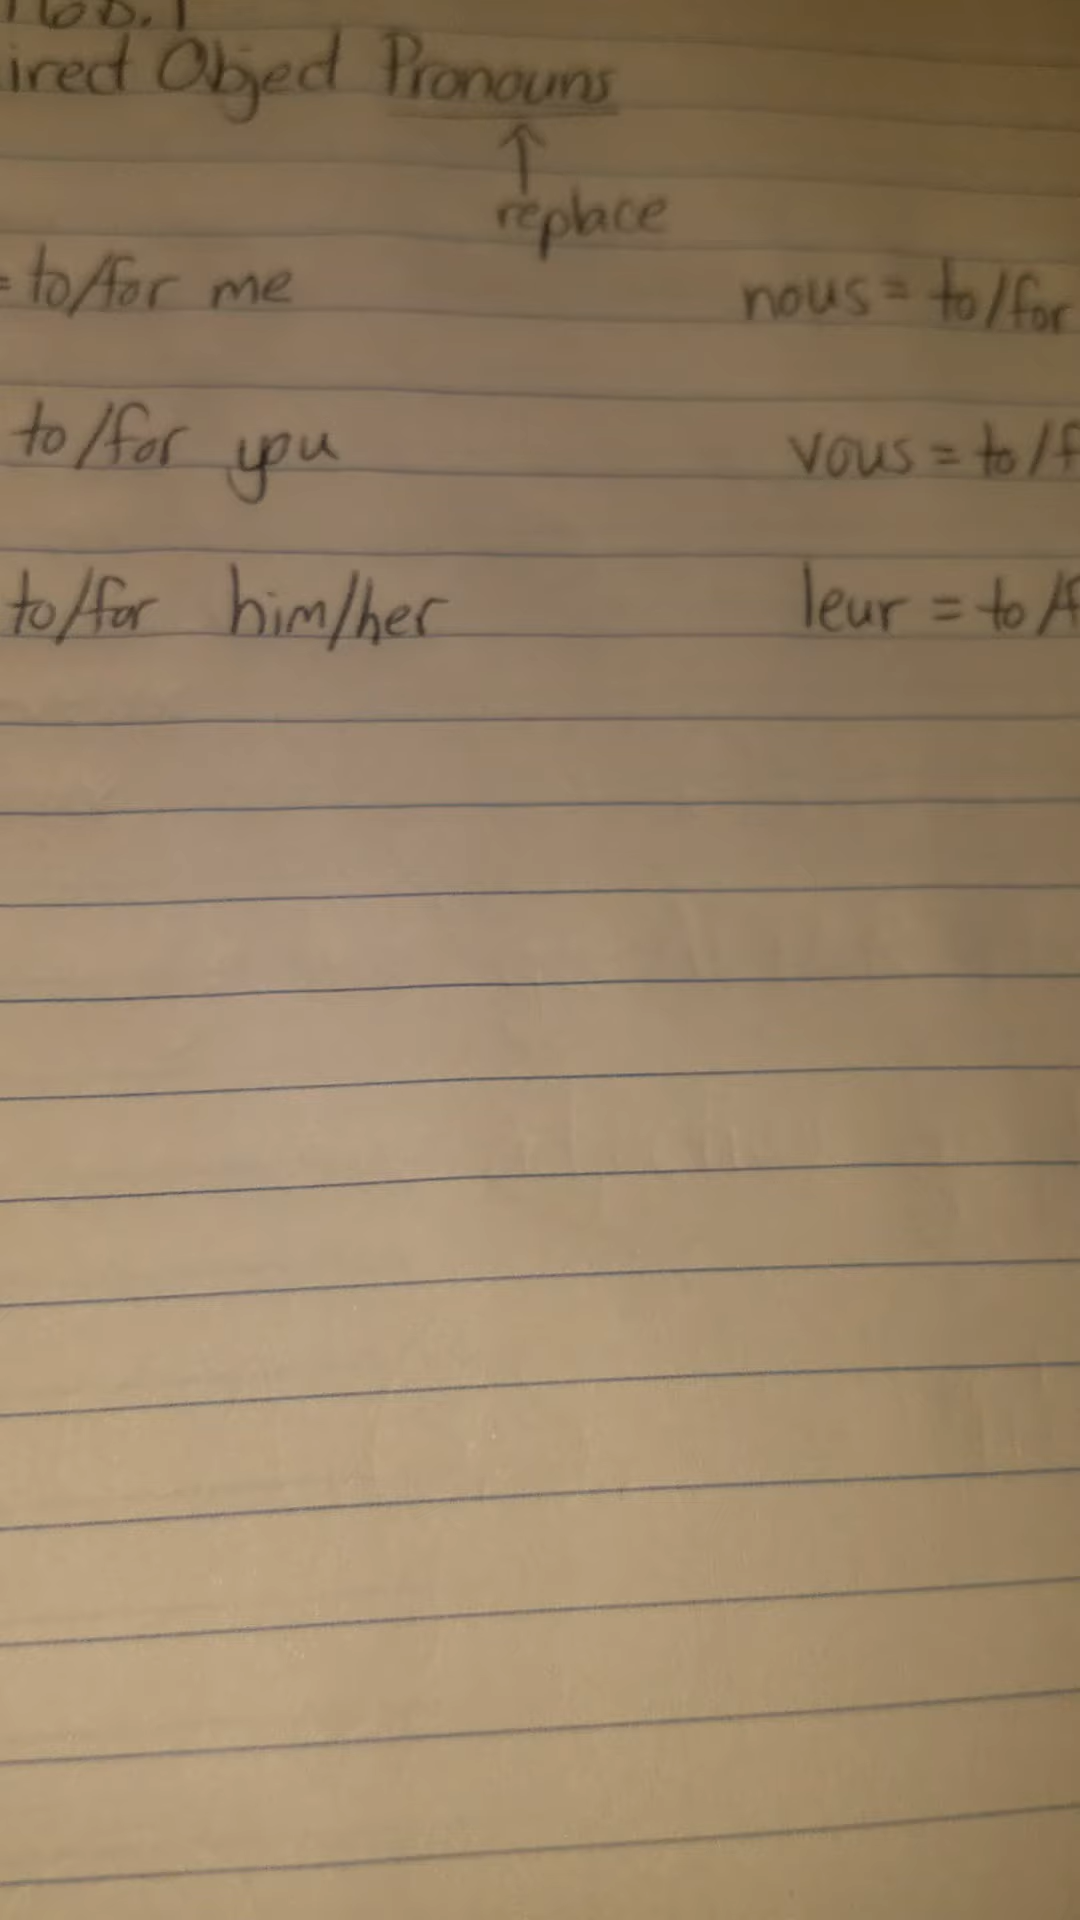 ired Object Pronouns
↑
replace
= to/for me nous = to/for
to/for you vous = to/f
to/for him/her leur = to/f